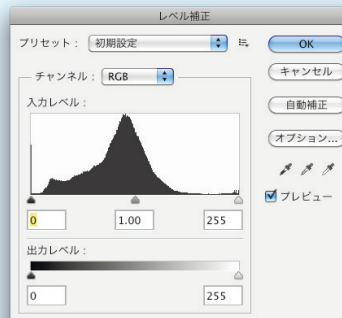 レベル補正
プリセット： 初期設定
OK
キャンセル
自動補正
オプション...
プレビュー
チャンネル： RGB
入力レベル：
0 1.00 255
出力レベル：
0 255